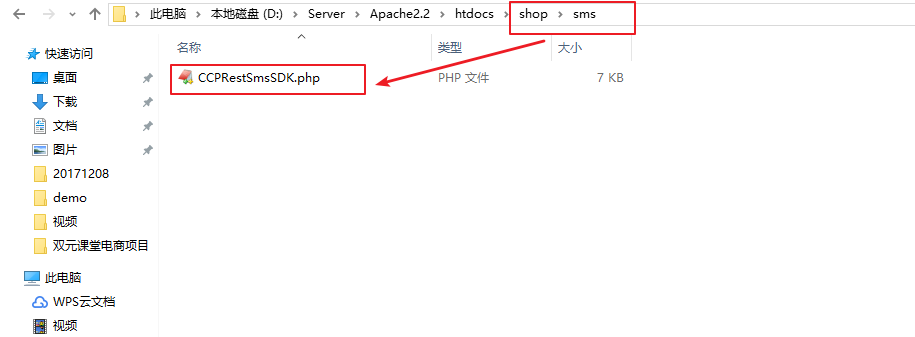 此电脑 › 本地磁盘 (D:) › Server › Apache2.2 › htdocs › shop › sms
名称 类型 大小
快速访问
CCPRestSmsSDK.php PHP 文件 7 KB
桌面
下载
文档
图片
20171208
demo
视频
双元课堂电商项目
此电脑
WPS云文档
视频